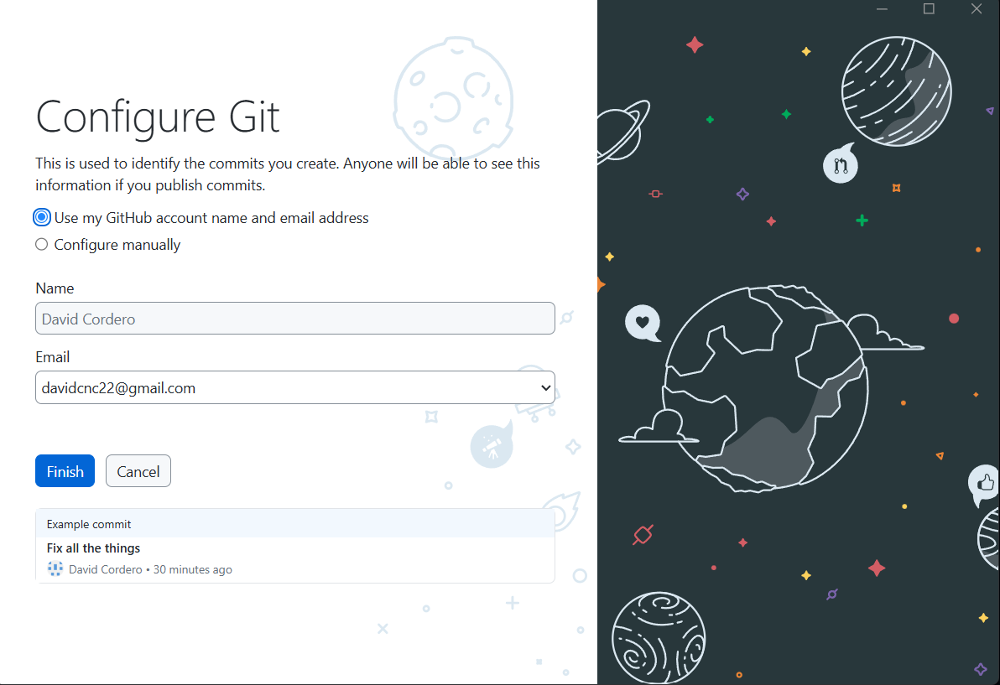 Configure Git
This is used to identify the commits you create. Anyone will be able to see this
information if you publish commits.
Use my GitHub account name and email address
Configure manually
Name
David Cordero
Email
davidcnc22@gmail.com
Finish
Cancel
Example commit
Fix all the things
David Cordero • 30 minutes ago